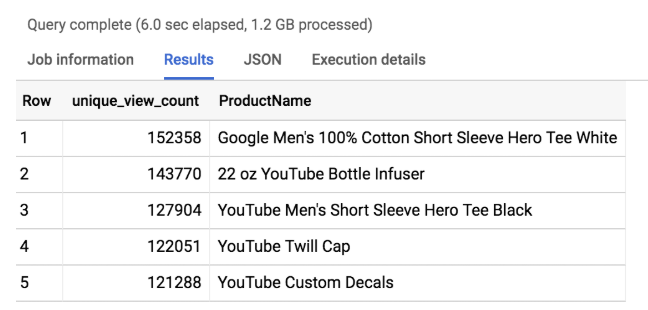 Query complete (6.0 sec elapsed, 1.2 GB processed)
Job information Results JSON Execution details
Row unique_view_count ProductName
1 152358 Google Men's 100% Cotton Short Sleeve Hero Tee White
2 143770 22 oz YouTube Bottle Infuser
3 127904 YouTube Men's Short Sleeve Hero Tee Black
4 122051 YouTube Twill Cap
5 121288 YouTube Custom Decals